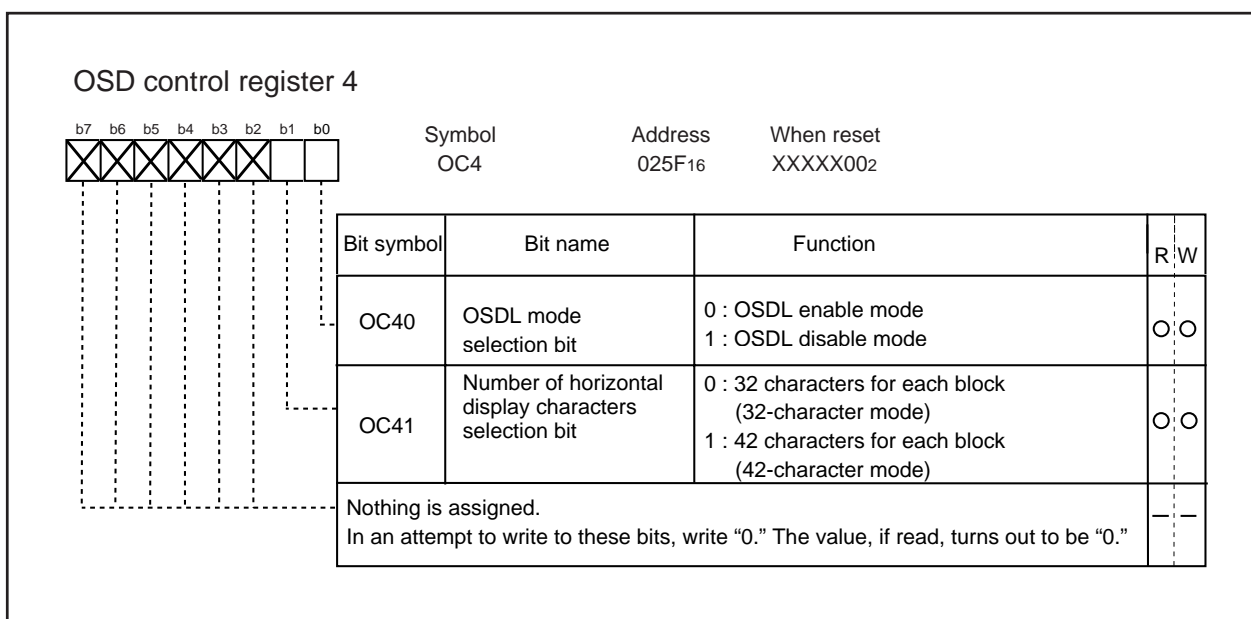 OSD control register 4
b7 b6 b5 b4 b3 b2 b1 b0
Symbol Address When reset
OC4 025F16 XXXXX002
Bit symbol Bit name Function R W
OC40 OSDL mode selection bit 0 : OSDL enable mode
1 : OSDL disable mode
OC41 Number of horizontal display characters selection bit 0 : 32 characters for each block
(32-character mode)
1 : 42 characters for each block
(42-character mode)
Nothing is assigned.
In an attempt to write to these bits, write “0.” The value, if read, turns out to be “0.”